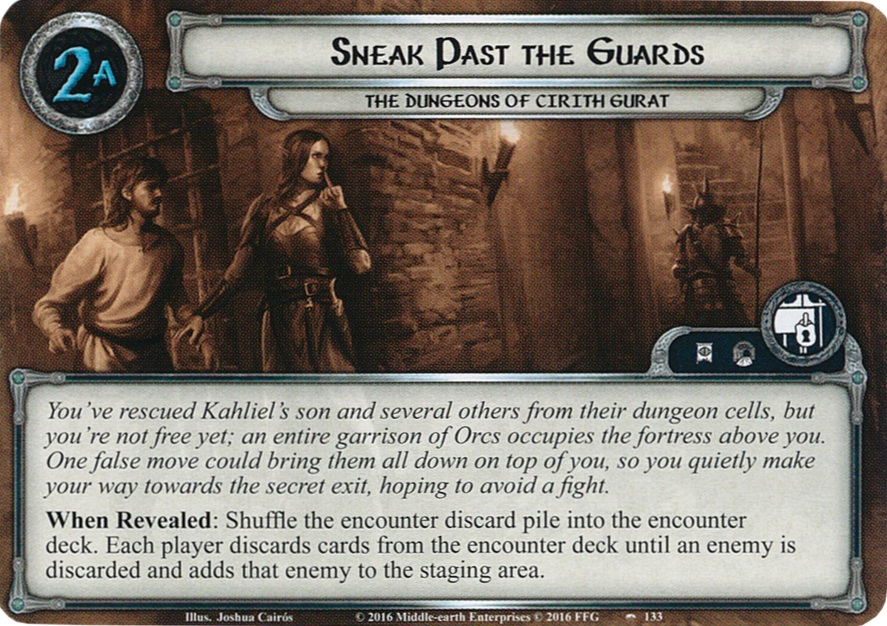 2A
SNEAK PAST THE GUARDS
THE DUNGEONS OF CIRITH GURAT
You've rescued Kahliel's son and several others from their dungeon cells, but
you're not free yet; an entire garrison of Orcs occupies the fortress above you.
One false move could bring them all down on top of you, so you quietly make
your way towards the secret exit, hoping to avoid a fight.
When Revealed: Shuffle the encounter discard pile into the encounter
deck. Each player discards cards from the encounter deck until an enemy is
discarded and adds that enemy to the staging area.
Illus. Joshua Cairós © 2016 Middle-earth Enterprises © 2016 FFG 133